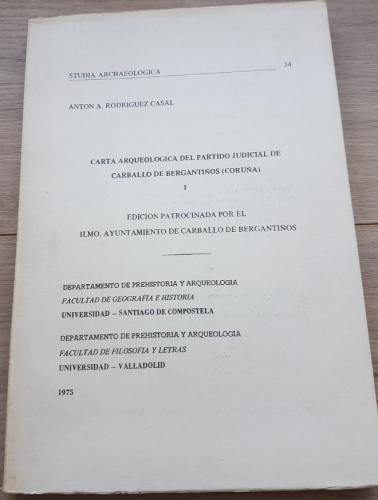 STUDIA ARCHAEOLOGICA 34
ANTON A. RODRIGUEZ CASAL
CARTA ARQUEOLOGICA DEL PARTIDO JUDICIAL DE
CARBALLO DE BERGANTIÑOS (CORUÑA)
I
EDICION PATROCINADA POR EL
ILMO. AYUNTAMIENTO DE CARBALLO DE BERGANTIÑOS
DEPARTAMENTO DE PREHISTORIA Y ARQUEOLOGIA
FACULTAD DE GEOGRAFIA E HISTORIA
UNIVERSIDAD – SANTIAGO DE COMPOSTELA
DEPARTAMENTO DE PREHISTORIA Y ARQUEOLOGIA
FACULTAD DE FILOSOFIA Y LETRAS
UNIVERSIDAD – VALLADOLID
1975